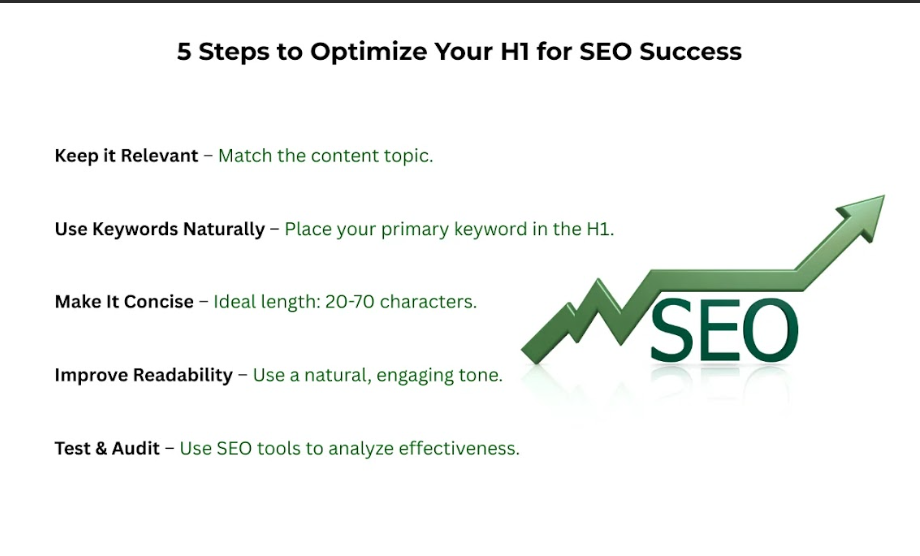 5 Steps to Optimize Your H1 for SEO Success
Keep it Relevant – Match the content topic.
Use Keywords Naturally – Place your primary keyword in the H1.
Make It Concise – Ideal length: 20-70 characters.
SEO
Improve Readability – Use a natural, engaging tone.
Test & Audit – Use SEO tools to analyze effectiveness.